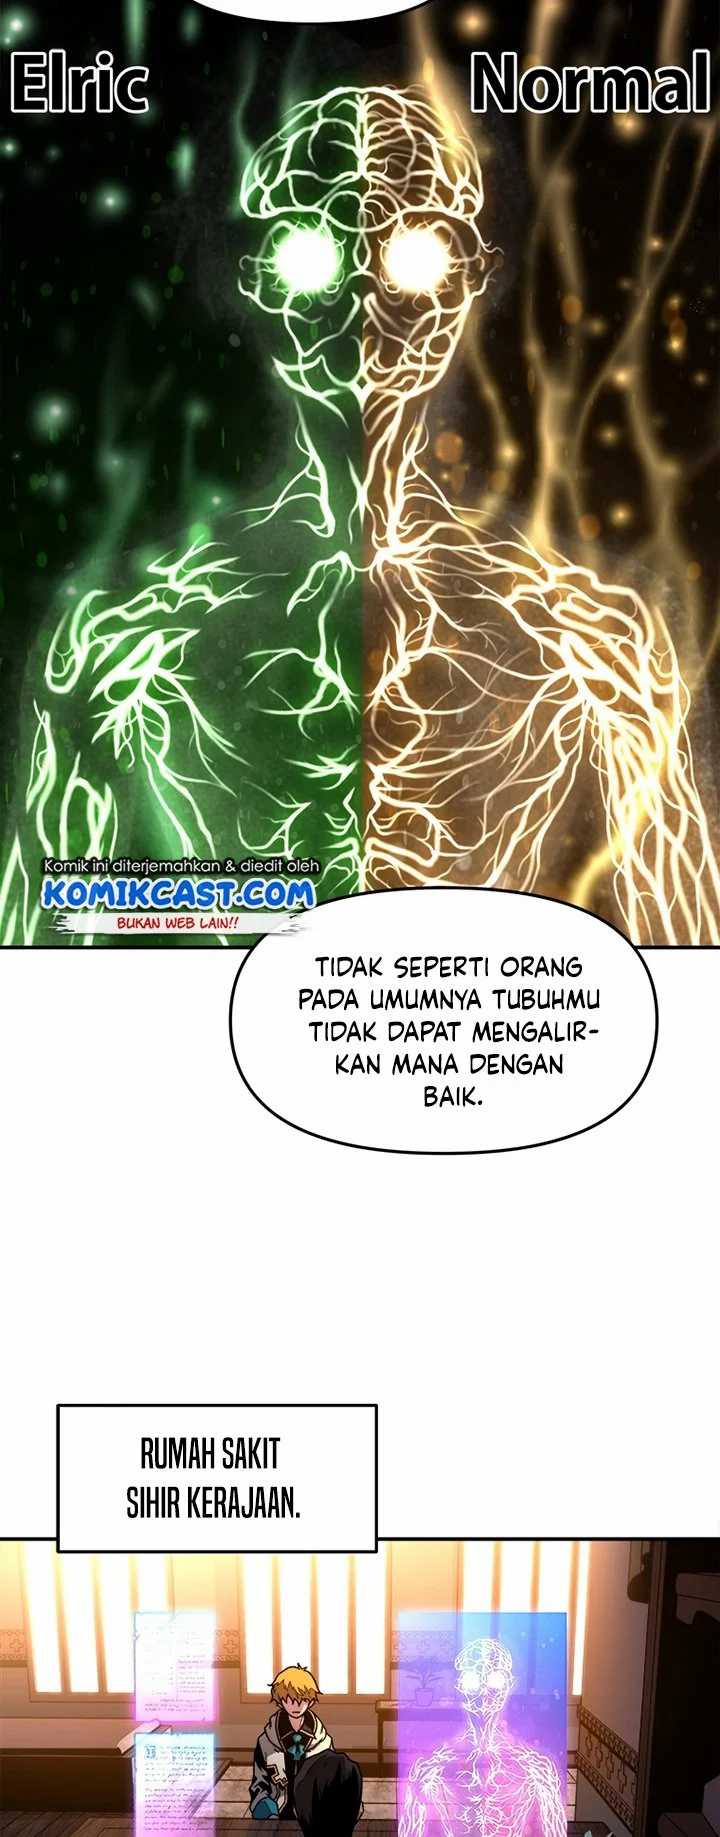 Elric
Normal
Komik ini diterjemahkan & diedit oleh
KOMIKCAST.COM
BUKAN WEB LAIN!!
TIDAK SEPERTI ORANG
PADA UMUMNYA TUBUHMU
TIDAK DAPAT MENGALIR-
KAN MANA DENGAN
BAIK.
RUMAH SAKIT
SIHIR KERAJAAN.